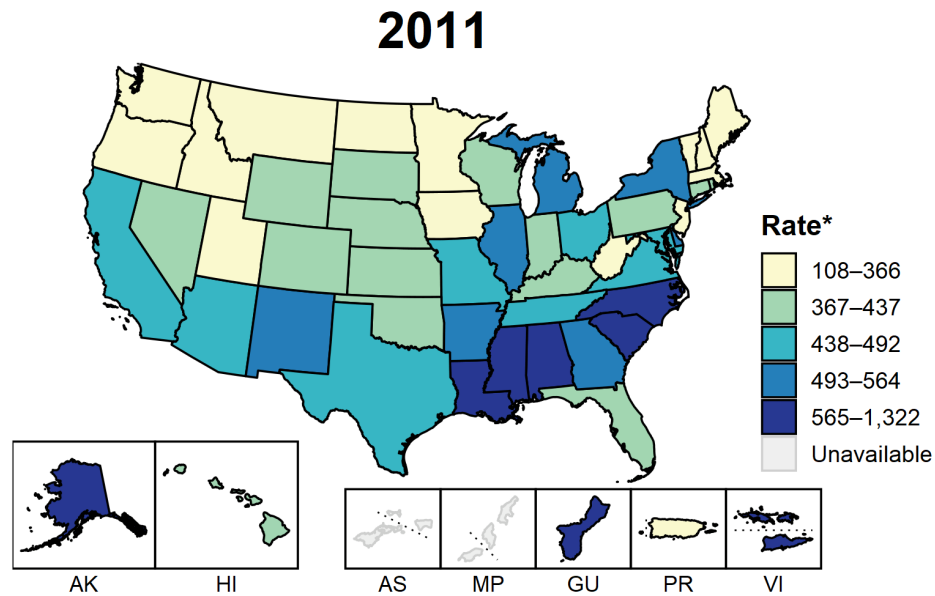 2011
Rate*
108–366
367–437
438–492
493–564
565–1,322
Unavailable
AK
HI
AS
MP
GU
PR
VI